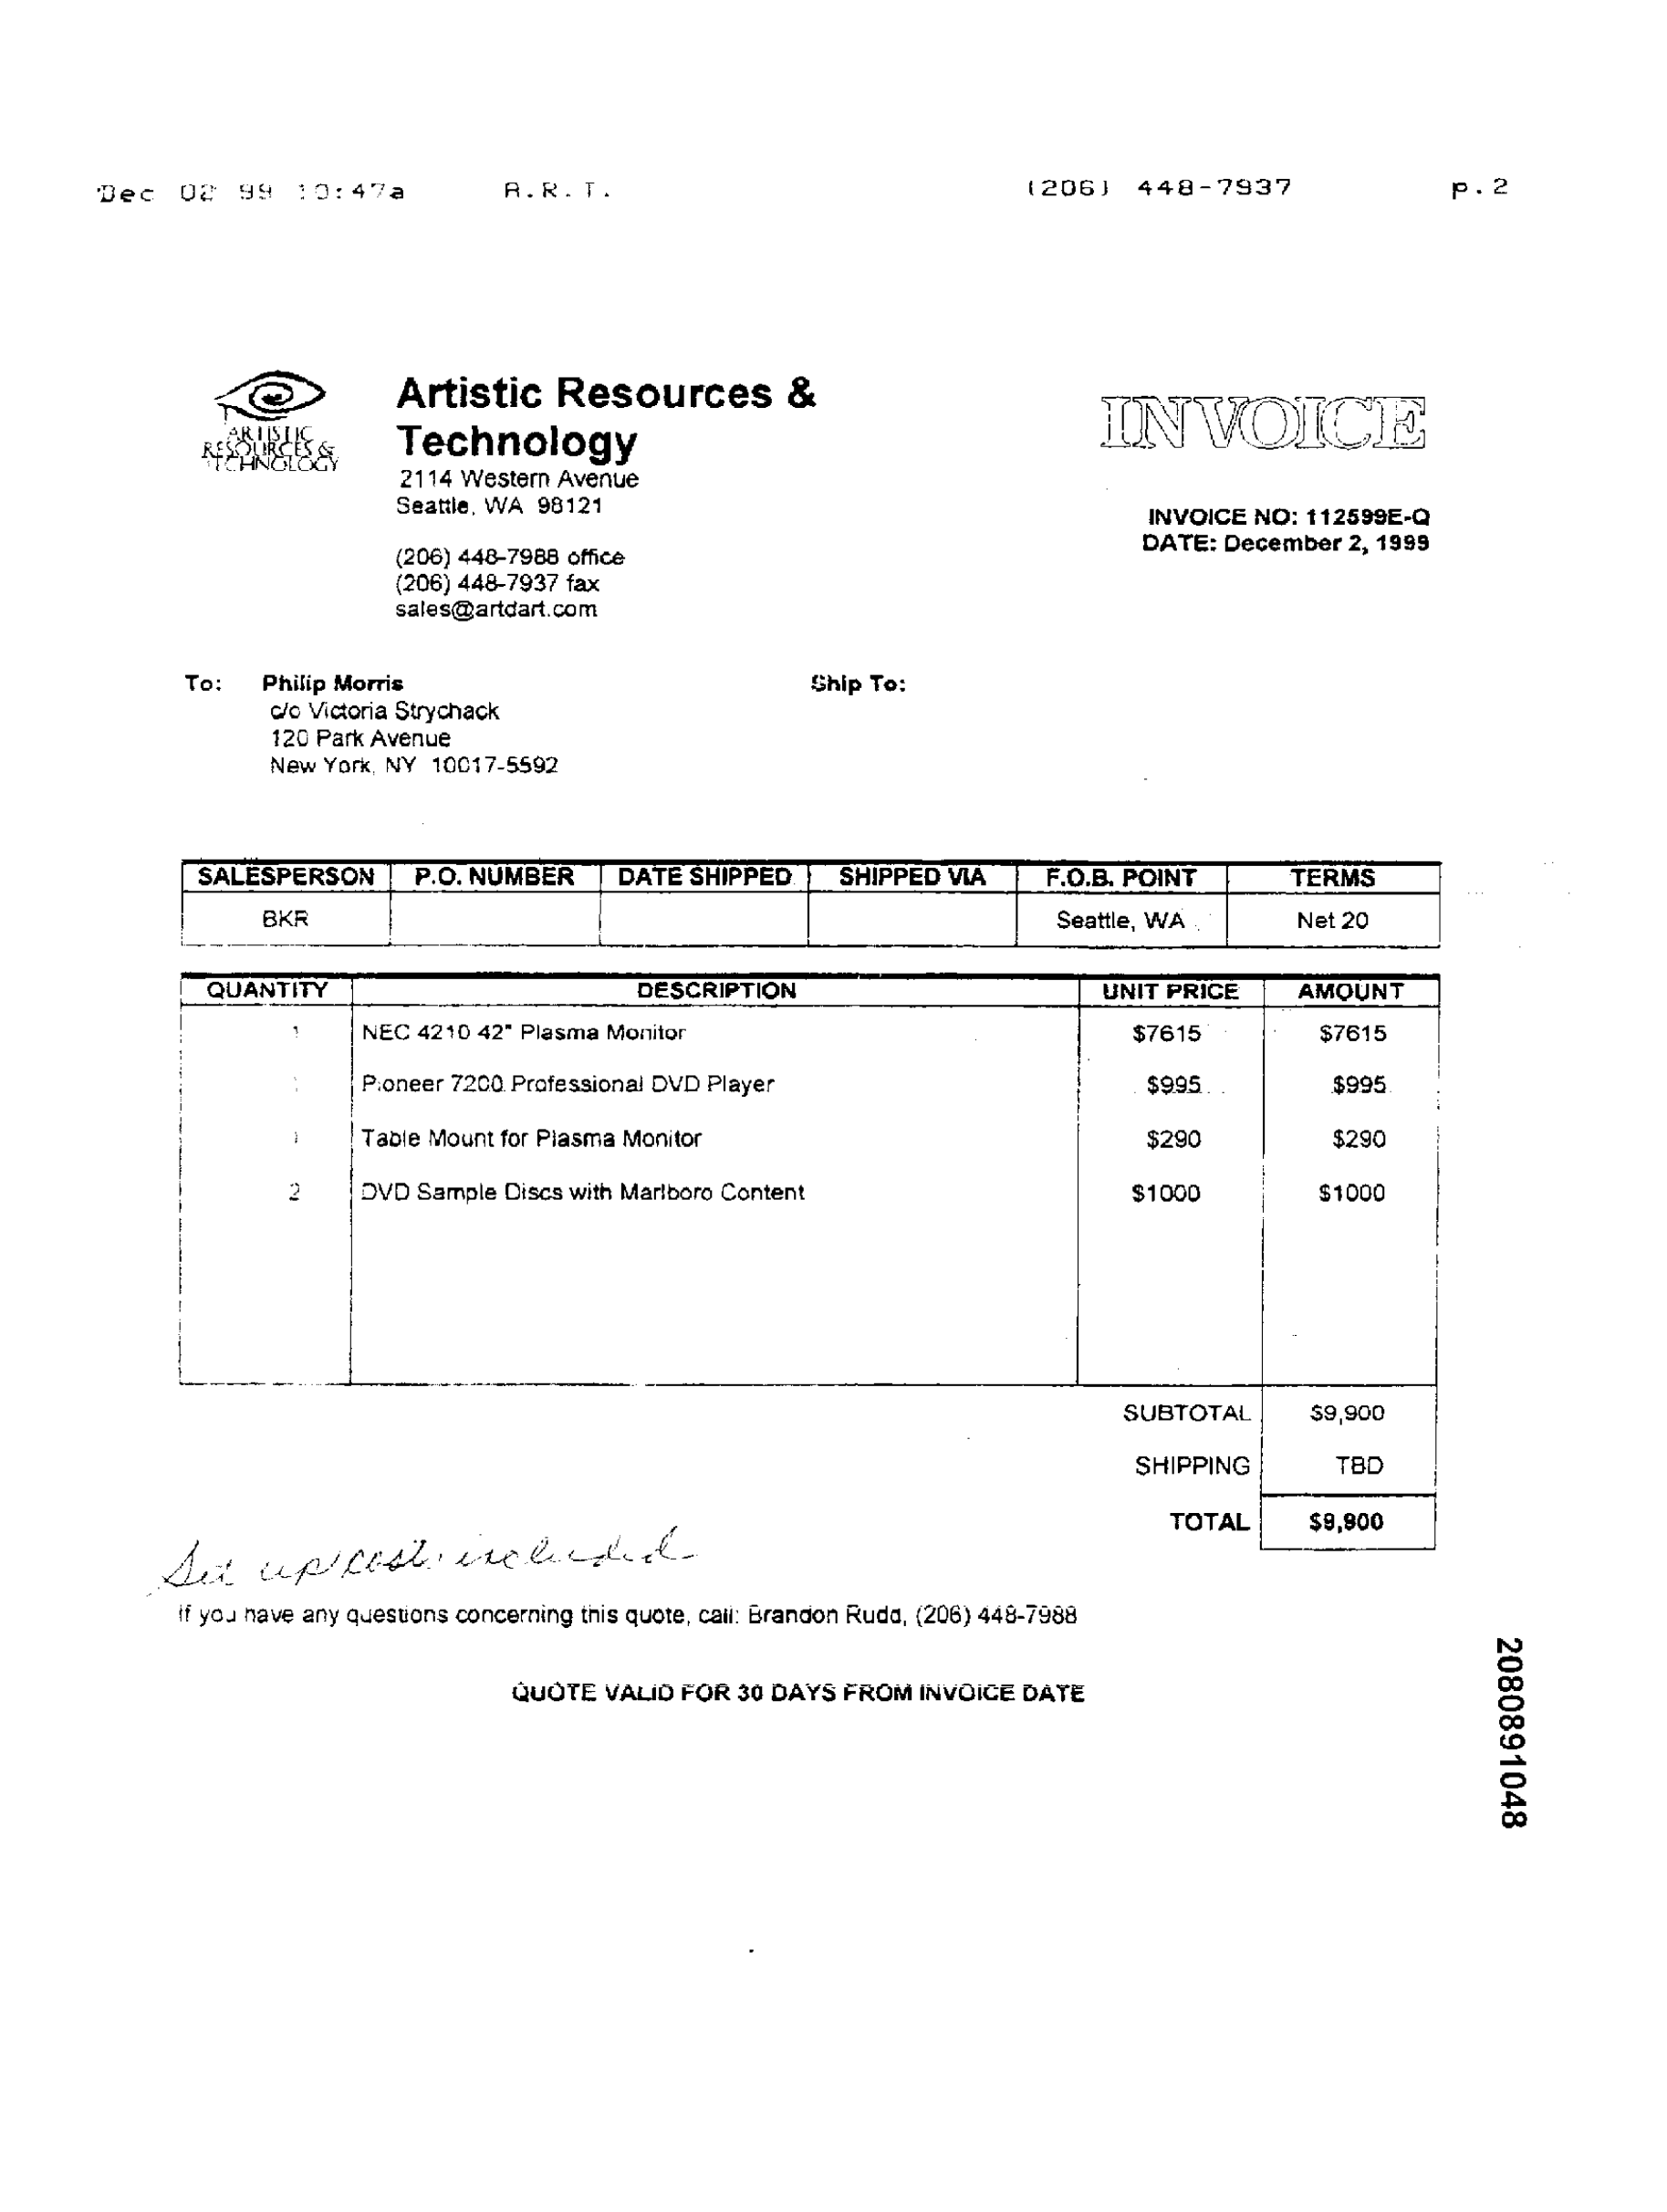 Dec 02 99 10:47a A.R.T. (206) 448-7937 p.2
ARTISTIC
RESOURCES &
TECHNOLOGY
Artistic Resources &
Technology
2114 Western Avenue
Seattle, WA 98121
(206) 448-7988 office
(206) 448-7937 fax
sales@artdart.com
INVOICE
INVOICE NO: 112599E-Q
DATE: December 2, 1999
To: Philip Morris
c/o Victoria Strychack
120 Park Avenue
New York, NY 10017-5592
Ship To:
SALESPERSON P.O. NUMBER DATE SHIPPED SHIPPED VIA F.O.B. POINT TERMS
BKR Seattle, WA Net 20
QUANTITY DESCRIPTION UNIT PRICE AMOUNT
1 NEC 4210 42" Plasma Monitor $7615 $7615
1 Pioneer 7200 Professional DVD Player $995 $995
1 Table Mount for Plasma Monitor $290 $290
2 DVD Sample Discs with Marlboro Content $1000 $1000
SUBTOTAL $9,900
SHIPPING TBD
TOTAL $9,900
Set up cost included
If you have any questions concerning this quote, call: Brandon Rudd, (206) 448-7988
QUOTE VALID FOR 30 DAYS FROM INVOICE DATE
2080891048